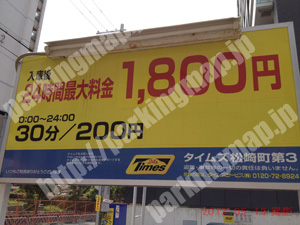 入庫後
24時間最大料金 1,800円
0:00～24:00
30分／200円
Times
タイムズ松崎町第3
0120-72-8924
parkingmap.jp